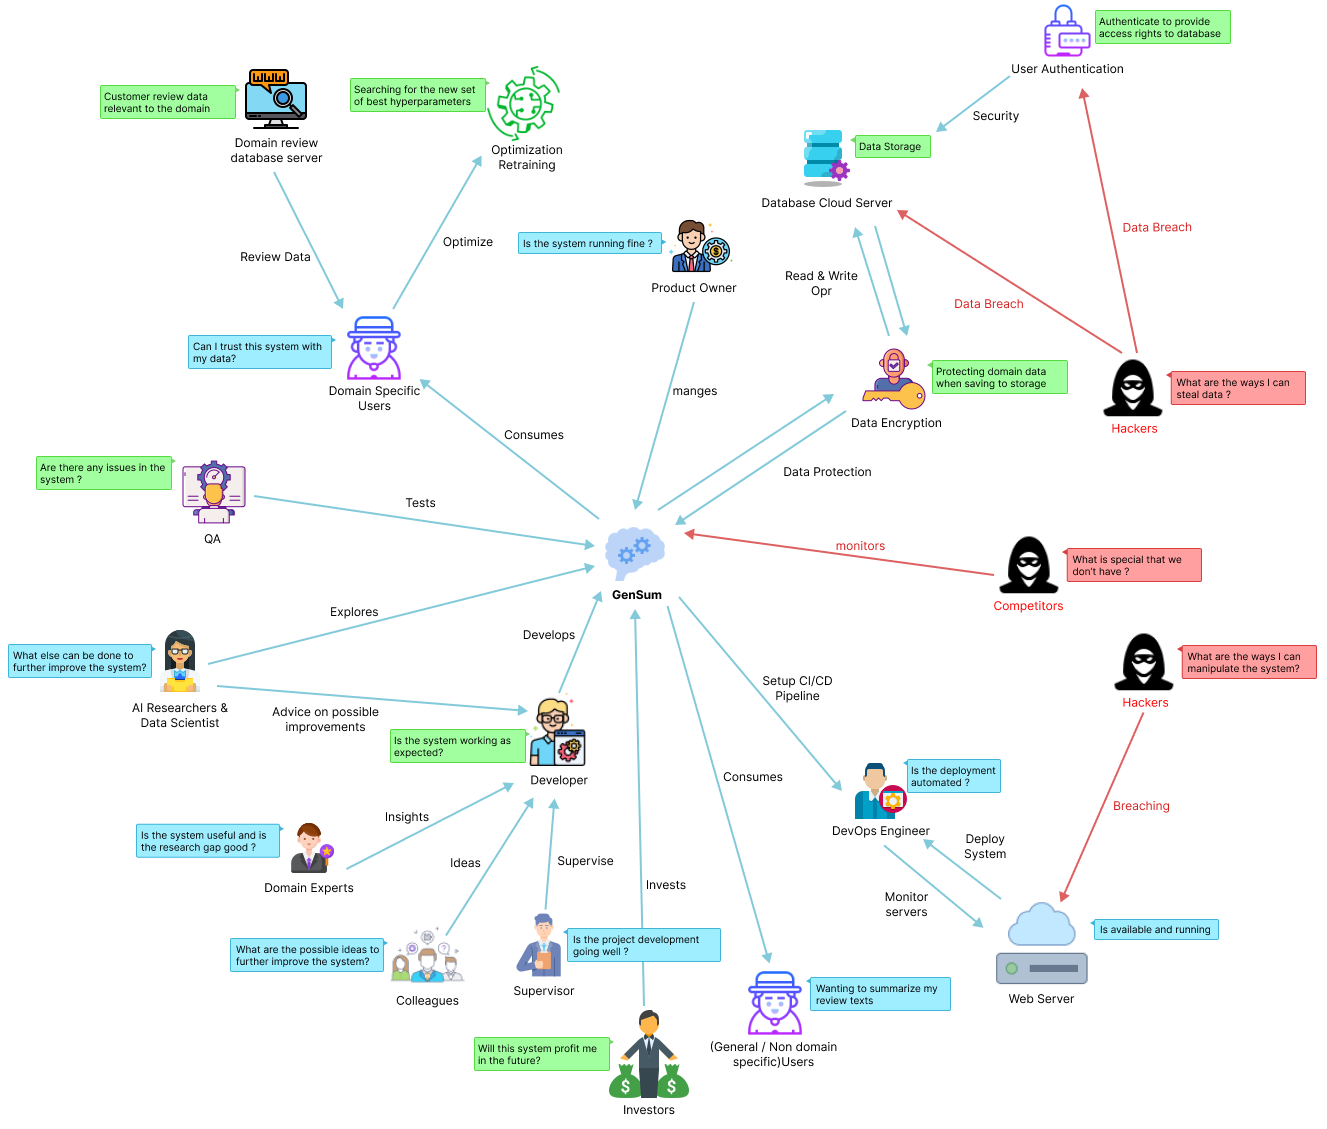 Authenticate to provide
access rights to database
User Authentication
Customer review data
relevant to the domain
Domain review
database server
Searching for the new set
of best hyperparameters
Optimization
Retraining
Security
Data Storage
Database Cloud Server
Data Breach
Is the system running fine ?
Product Owner
Optimize
Review Data
Read & Write
Opr
Data Breach
Can I trust this system with
my data?
Domain Specific
Users
manges
Protecting domain data
when saving to storage
Data Encryption
What are the ways I can
steal data ?
Hackers
Consumes
Data Protection
Are there any issues in the
system ?
QA
Tests
monitors
What is special that we
don't have ?
Competitors
GenSum
Explores
Develops
What else can be done to
further improve the system?
AI Researchers &
Data Scientist
Advice on possible
improvements
Is the system working as
expected?
Developer
Setup CI/CD
Pipeline
What are the ways I can
manipulate the system?
Hackers
Consumes
Is the deployment
automated ?
DevOps Engineer
Breaching
Insights
Is the system useful and is
the research gap good ?
Domain Experts
Ideas
Supervise
Invests
Deploy
System
Monitor
servers
What are the possible ideas to
further improve the system?
Colleagues
Is the project development
going well ?
Supervisor
Is available and running
Web Server
Wanting to summarize my
review texts
(General / Non domain
specific)Users
Will this system profit me
in the future?
Investors